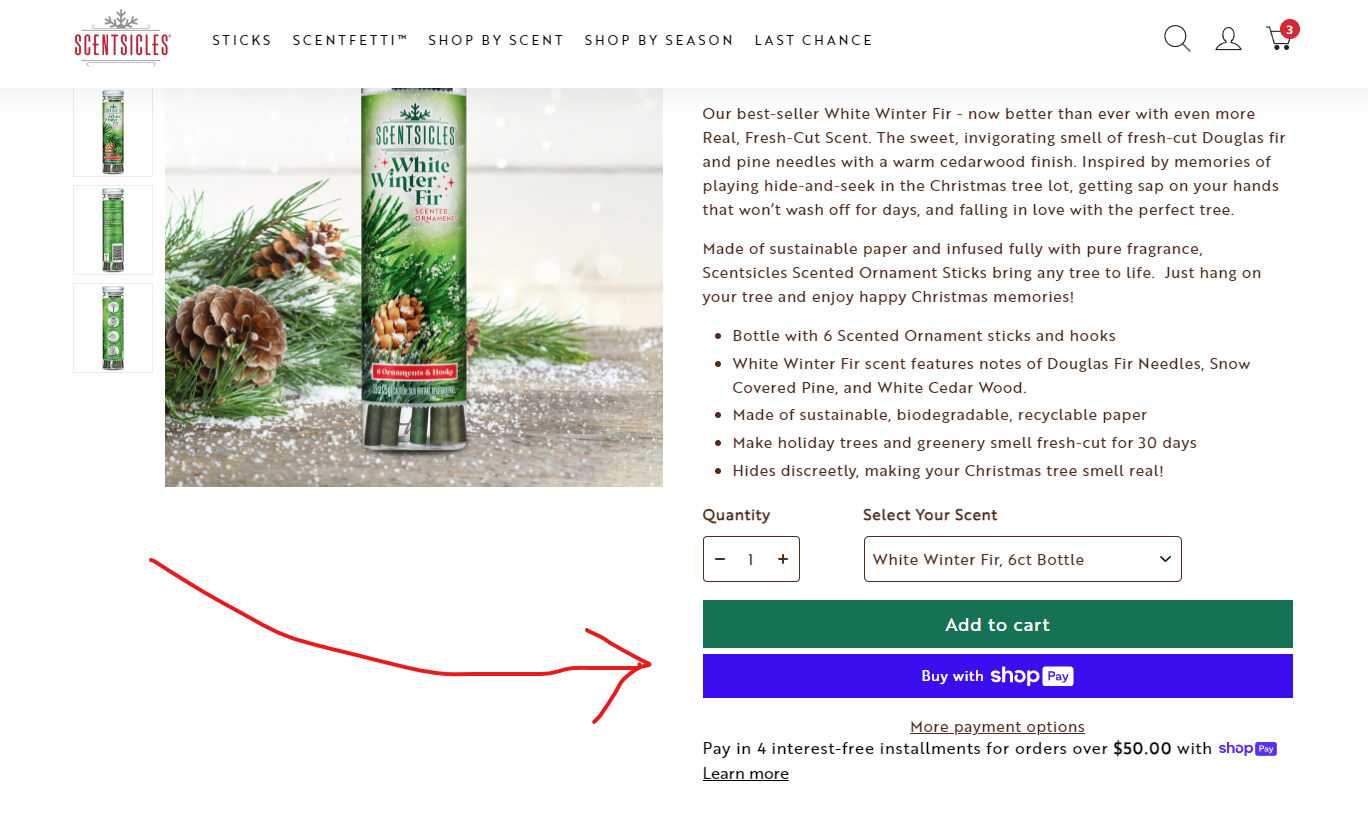 SCENTSICLES
STICKS SCENTFETTI™ SHOP BY SCENT SHOP BY SEASON LAST CHANCE
3
SCENTSICLES
White
Winter
Fir
SCENTED
ORNAMENTS
6 Ornaments & Hooks
Our best-seller White Winter Fir - now better than ever with even more
Real, Fresh-Cut Scent. The sweet, invigorating smell of fresh-cut Douglas fir
and pine needles with a warm cedarwood finish. Inspired by memories of
playing hide-and-seek in the Christmas tree lot, getting sap on your hands
that won’t wash off for days, and falling in love with the perfect tree.
Made of sustainable paper and infused fully with pure fragrance,
Scentsicles Scented Ornament Sticks bring any tree to life. Just hang on
your tree and enjoy happy Christmas memories!
Bottle with 6 Scented Ornament sticks and hooks
White Winter Fir scent features notes of Douglas Fir Needles, Snow
Covered Pine, and White Cedar Wood.
Made of sustainable, biodegradable, recyclable paper
Make holiday trees and greenery smell fresh-cut for 30 days
Hides discreetly, making your Christmas tree smell real!
Quantity Select Your Scent
− 1 + White Winter Fir, 6ct Bottle
Add to cart
Buy with shop Pay
More payment options
Pay in 4 interest-free installments for orders over $50.00 with shop Pay
Learn more